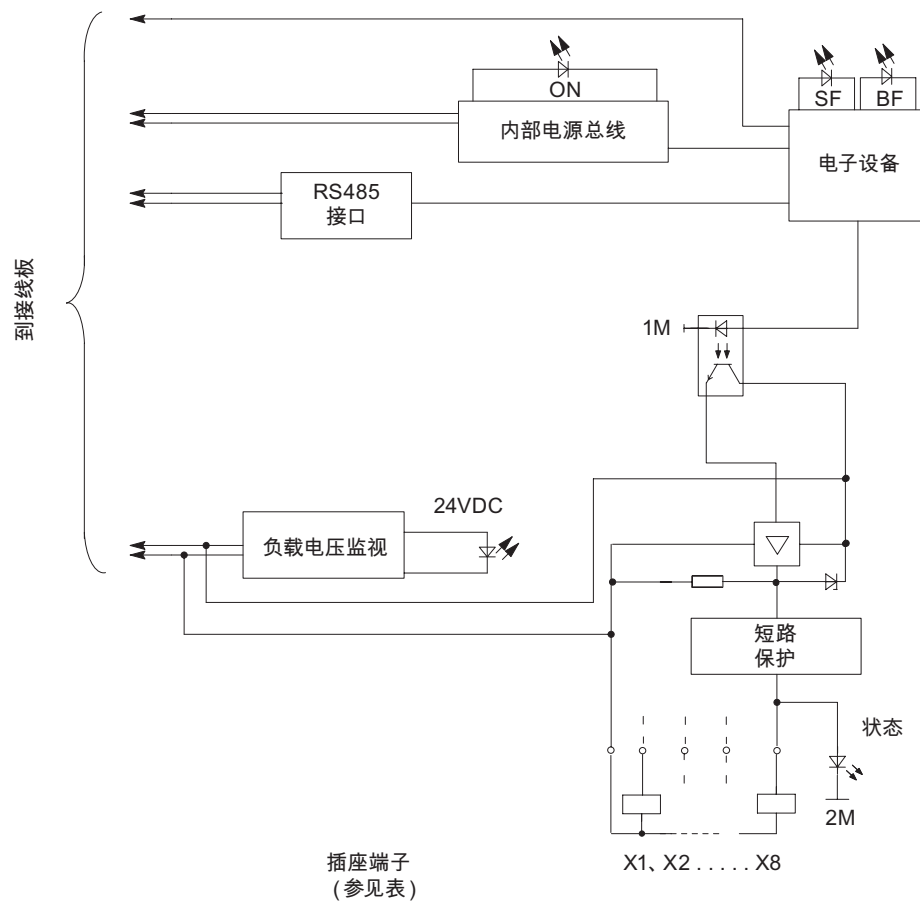 ON
SF
BF
内部电源总线
电子设备
RS485
接口
到接线板
1M
24VDC
负载电压监视
短路
保护
状态
2M
插座端子
(参见表)
X1、X2 . . . . . X8